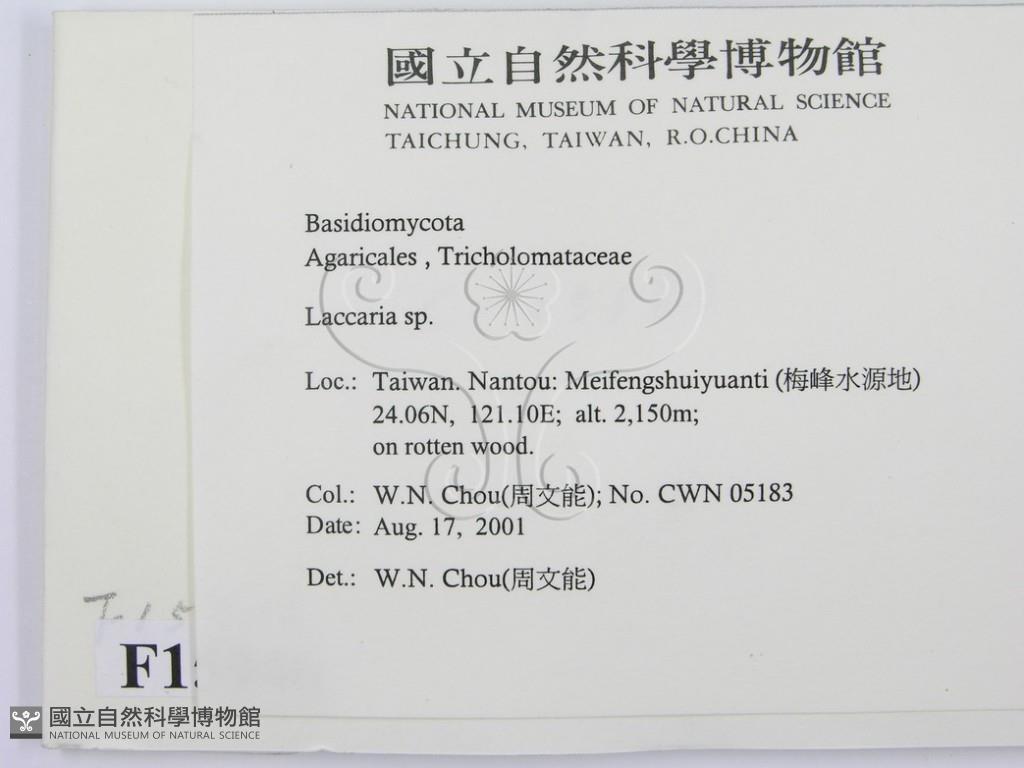 國立自然科學博物館
NATIONAL MUSEUM OF NATURAL SCIENCE
TAICHUNG, TAIWAN, R.O.CHINA
Basidiomycota
Agaricales , Tricholomataceae
Laccaria sp.
Loc.: Taiwan. Nantou: Meifengshuiyuanti (梅峰水源地)
24.06N, 121.10E; alt. 2,150m;
on rotten wood.
Col.: W.N. Chou(周文能); No. CWN 05183
Date: Aug. 17, 2001
Det.: W.N. Chou(周文能)
F1
國立自然科學博物館
NATIONAL MUSEUM OF NATURAL SCIENCE